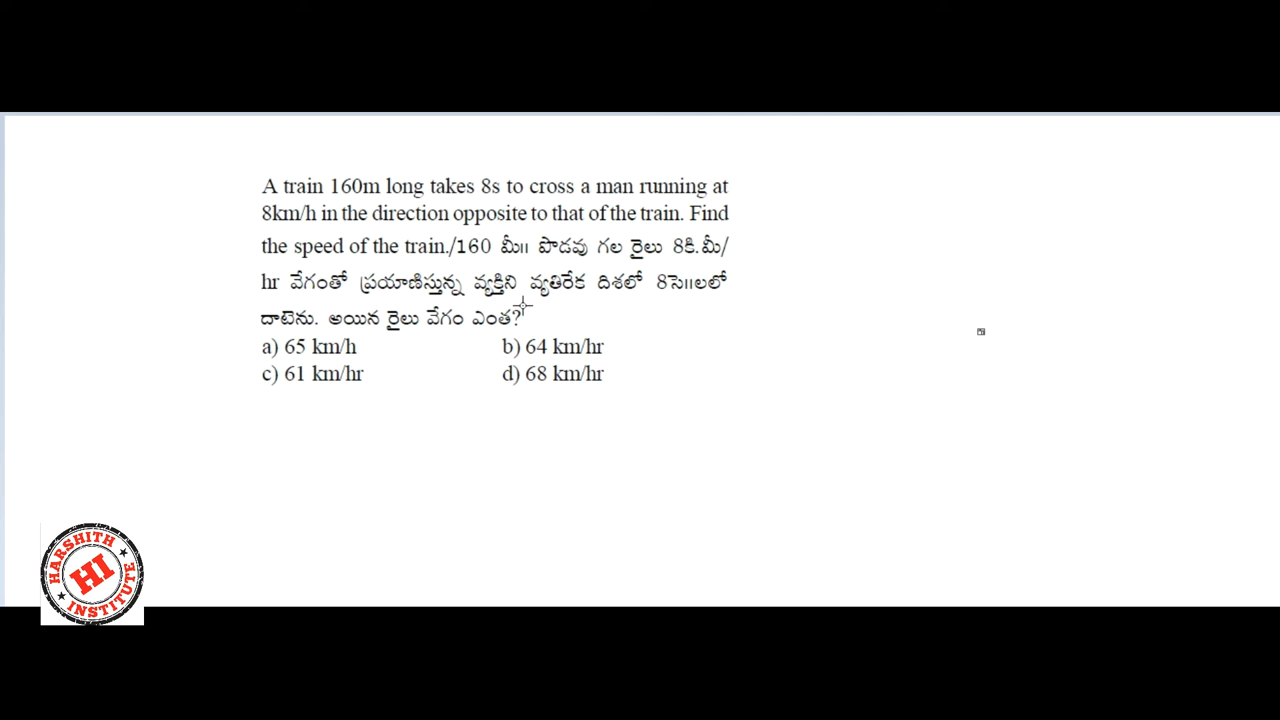 A train 160m long takes 8s to cross a man running at
8km/h in the direction opposite to that of the train. Find
the speed of the train./160 మీ॥ పొడవు గల రైలు 8కి.మీ/
hr వేగంతో ప్రయాణిస్తున్న వ్యక్తిని వ్యతిరేక దిశలో 8సె॥లలో
దాటెను. అయిన రైలు వేగం ఎంత?
a) 65 km/h b) 64 km/hr
c) 61 km/hr d) 68 km/hr
HARSHITH
HI
INSTITUTE